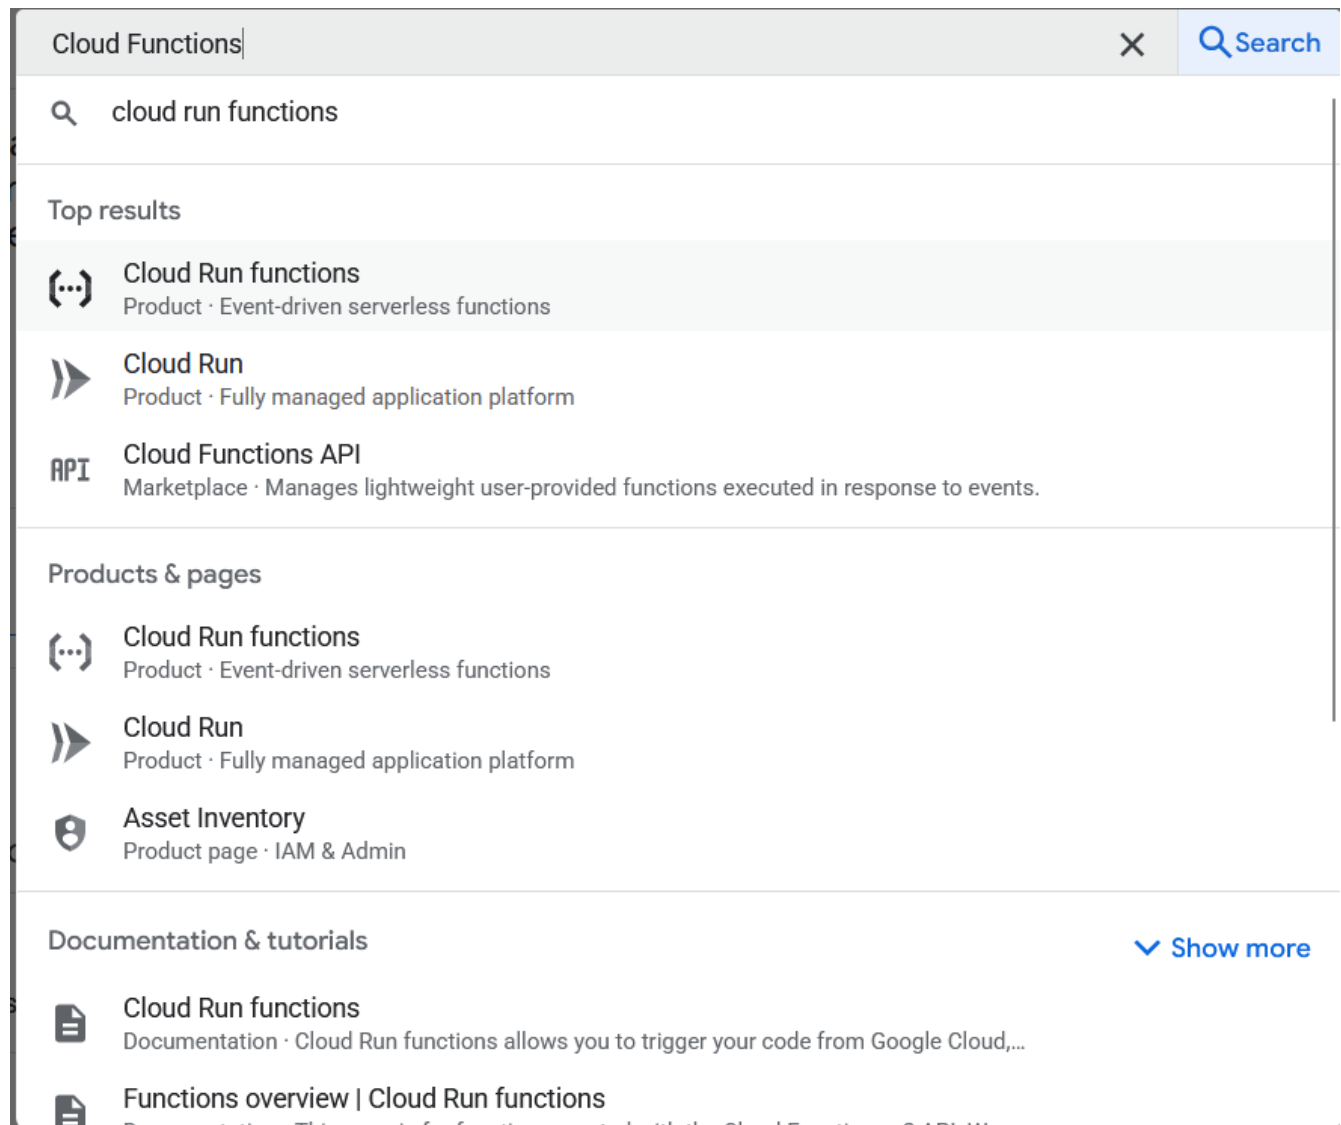 Cloud Functions
Search
cloud run functions
Top results
Cloud Run functions
Product · Event-driven serverless functions
Cloud Run
Product · Fully managed application platform
API
Cloud Functions API
Marketplace · Manages lightweight user-provided functions executed in response to events.
Products & pages
Cloud Run functions
Product · Event-driven serverless functions
Cloud Run
Product · Fully managed application platform
Asset Inventory
Product page · IAM & Admin
Documentation & tutorials
Show more
Cloud Run functions
Documentation · Cloud Run functions allows you to trigger your code from Google Cloud,...
Functions overview | Cloud Run functions